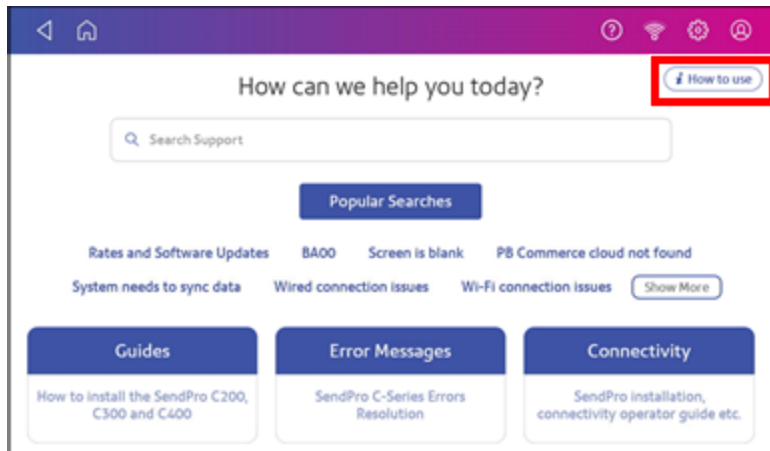 How can we help you today?
i How to use
Search Support
Popular Searches
Rates and Software Updates BA00 Screen is blank PB Commerce cloud not found
System needs to sync data Wired connection issues Wi-Fi connection issues Show More
Guides Error Messages Connectivity
How to install the SendPro C200, SendPro C-Series Errors SendPro installation,
C300 and C400 Resolution connectivity operator guide etc.